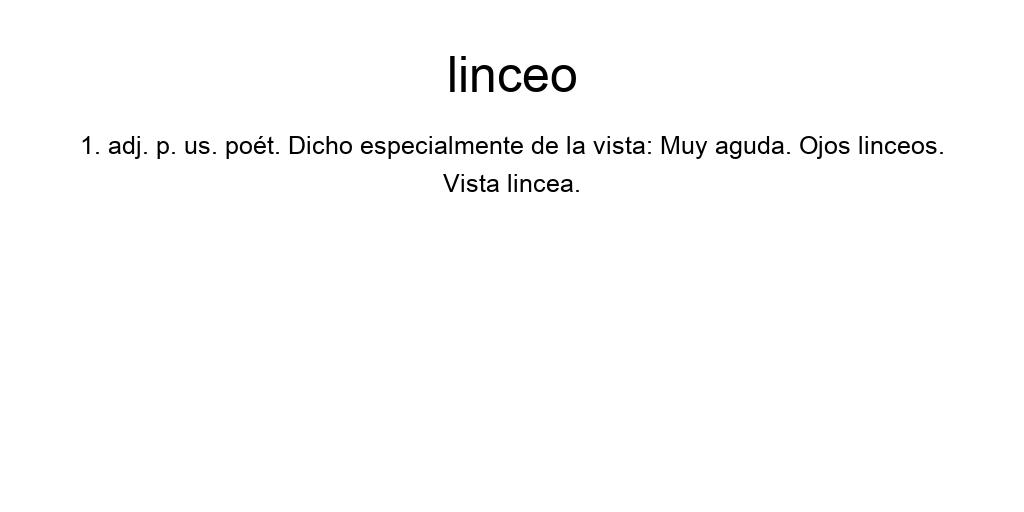 linceo
1. adj. p. us. poét. Dicho especialmente de la vista: Muy aguda. Ojos linceos.
Vista lincea.